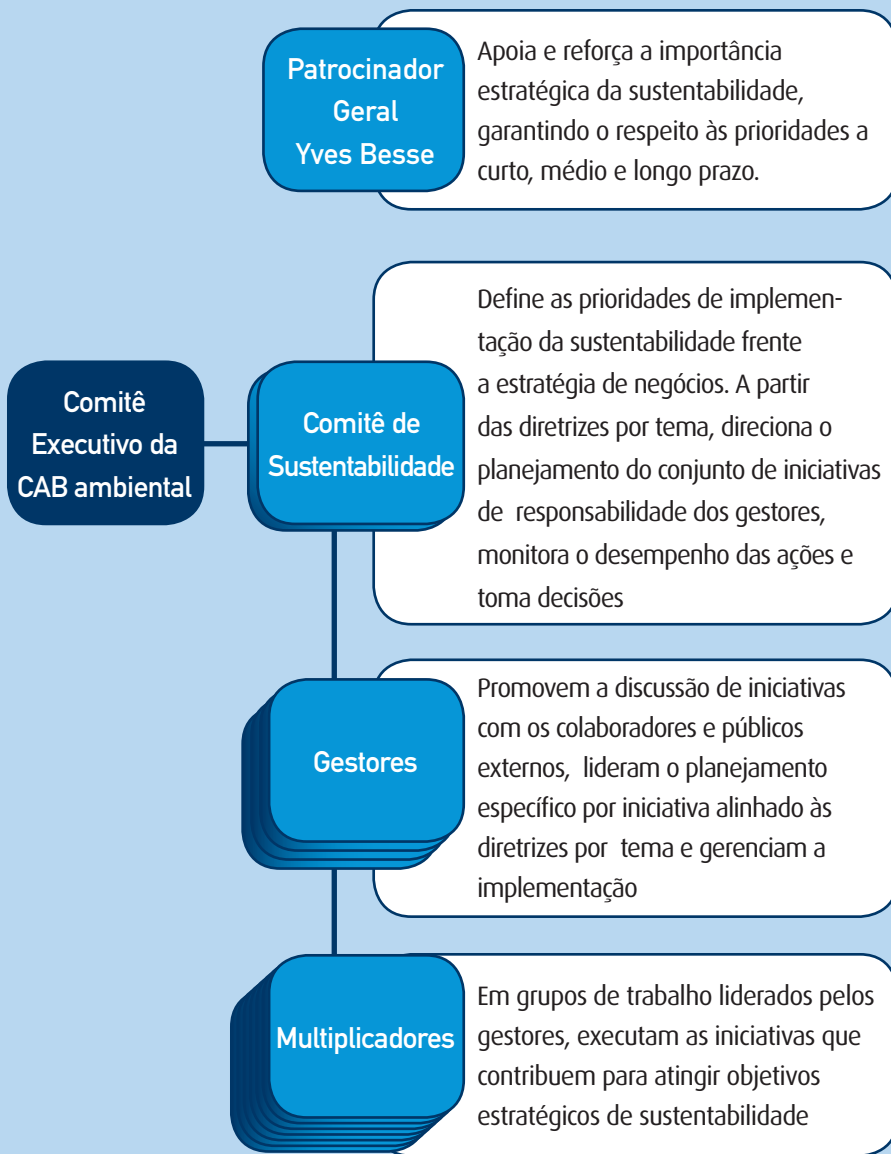 Patrocinador
Geral
Yves Besse
Apoia e reforça a importância
estratégica da sustentabilidade,
garantindo o respeito às prioridades a
curto, médio e longo prazo.
Comitê
Executivo da
CAB ambiental
Comitê de
Sustentabilidade
Define as prioridades de implemen-
tação da sustentabilidade frente
a estratégia de negócios. A partir
das diretrizes por tema, direciona o
planejamento do conjunto de iniciativas
de responsabilidade dos gestores,
monitora o desempenho das ações e
toma decisões
Gestores
Promovem a discussão de iniciativas
com os colaboradores e públicos
externos, lideram o planejamento
específico por iniciativa alinhado às
diretrizes por tema e gerenciam a
implementação
Multiplicadores
Em grupos de trabalho liderados pelos
gestores, executam as iniciativas que
contribuem para atingir objetivos
estratégicos de sustentabilidade